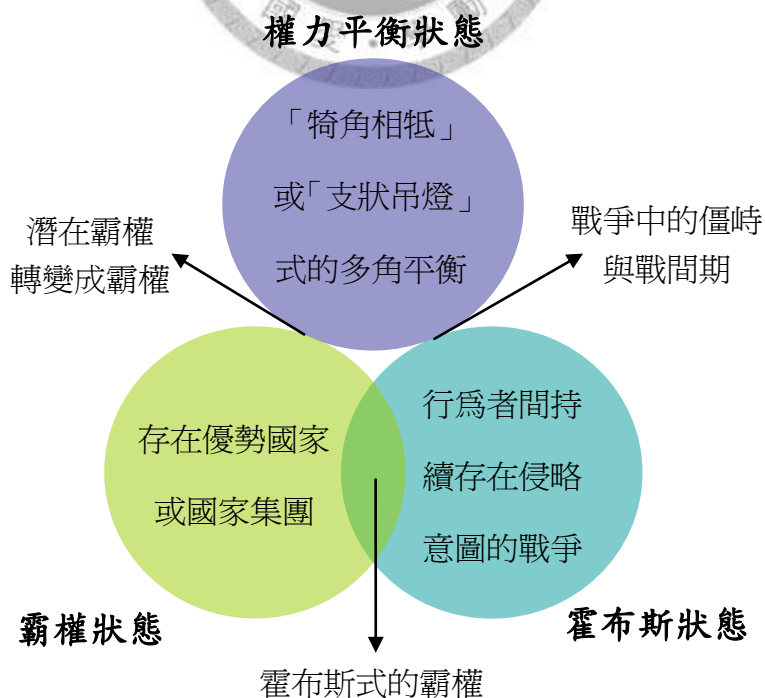 權力平衡狀態
「犄角相牴」
或「支狀吊燈」
式的多角平衡
潛在霸權
轉變成霸權
戰爭中的僵峙
與戰間期
存在優勢國家
或國家集團
行為者間持
續存在侵略
意圖的戰爭
霸權狀態
霍布斯狀態
霍布斯式的霸權